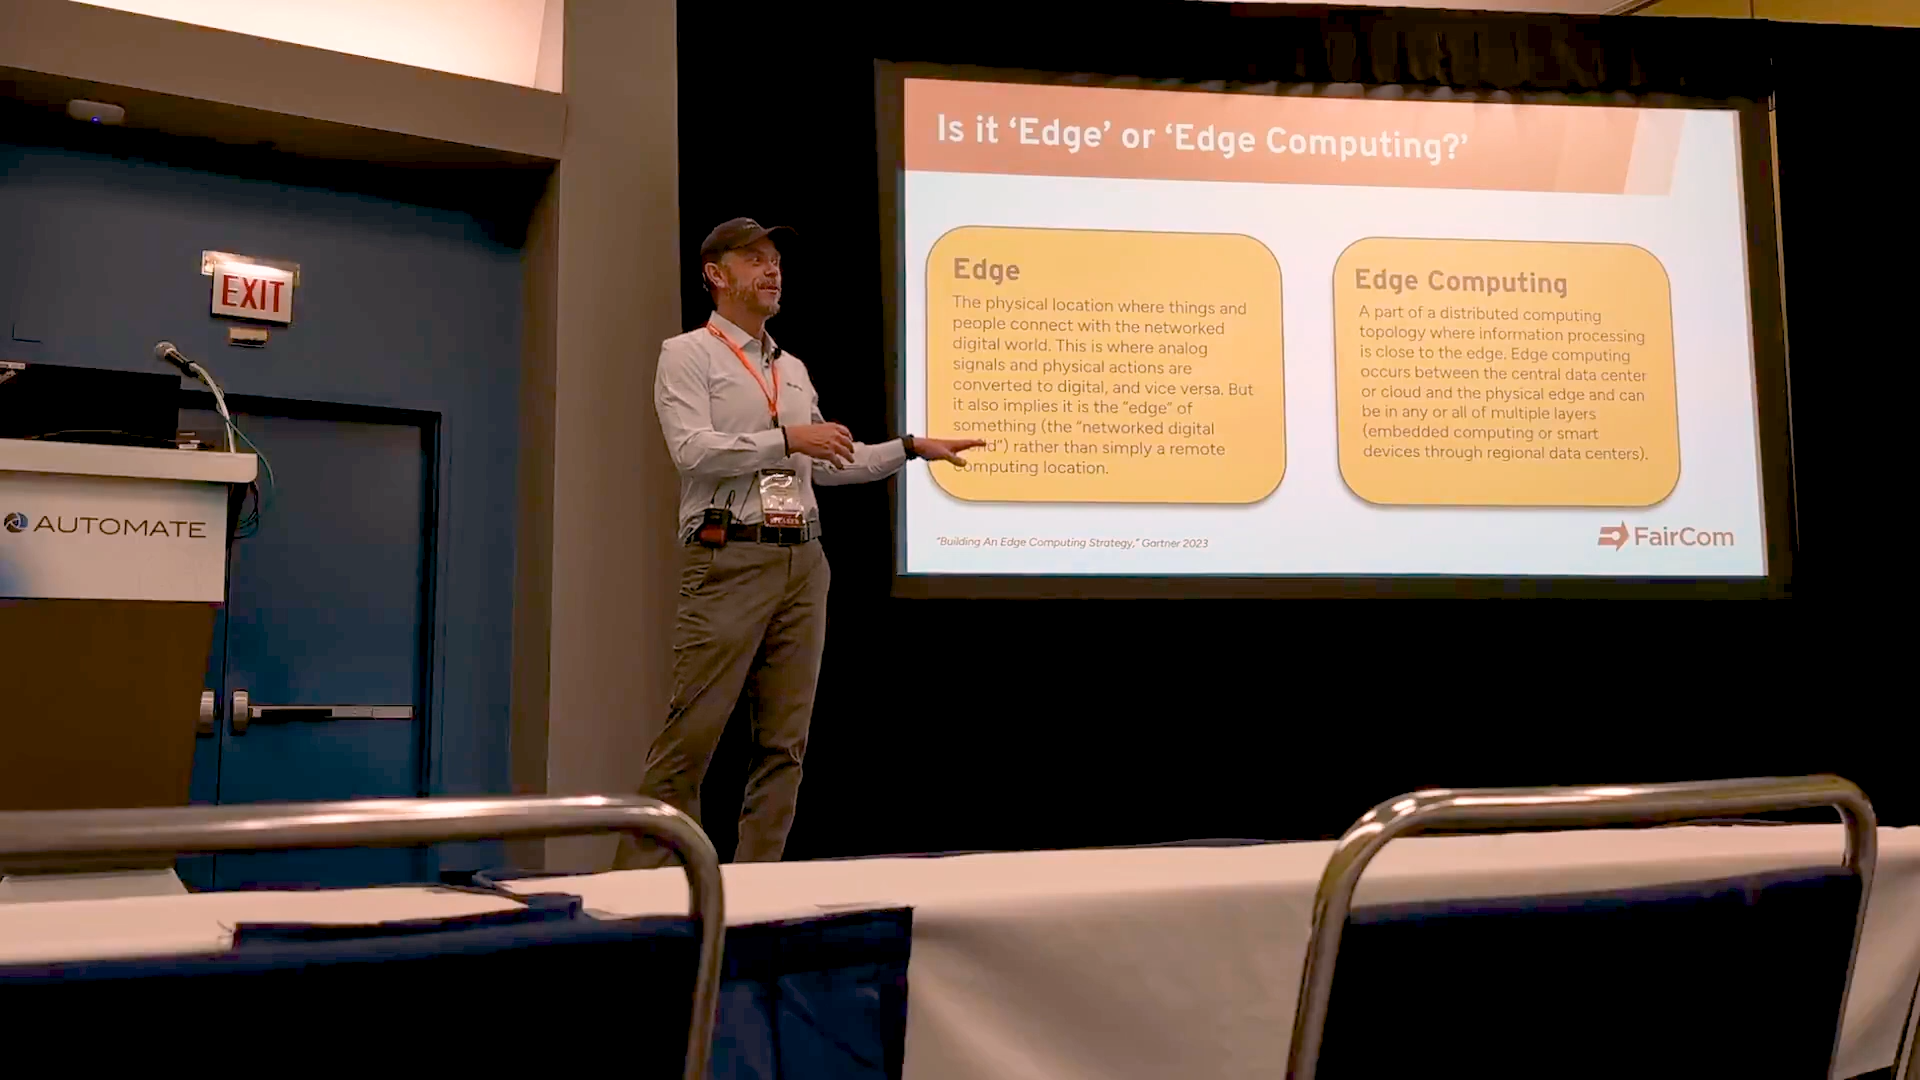 Is it ‘Edge’ or ‘Edge Computing?’
Edge
The physical location where things and
people connect with the networked
digital world. This is where analog
signals and physical actions are
converted to digital, and vice versa. But
it also implies it is the “edge” of
something (the “networked digital
rather than simply a remote
computing location.
Edge Computing
A part of a distributed computing
topology where information processing
is close to the edge. Edge computing
occurs between the central data center
or cloud and the physical edge and can
be in any or all of multiple layers
(embedded computing or smart
devices through regional data centers).
“Building An Edge Computing Strategy,” Gartner 2023
FairCom
EXIT
AUTOMATE
SPEAKER